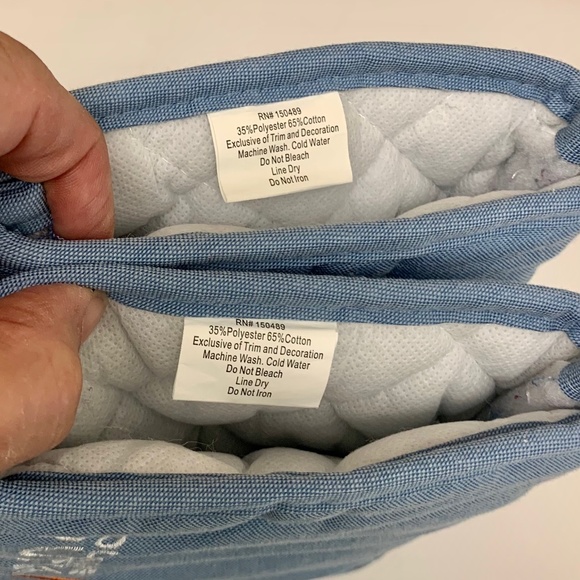 RN# 150489
35%Polyester 65%Cotton
Exclusive of Trim and Decoration
Machine Wash. Cold Water
Do Not Bleach
Line Dry
Do Not Iron
RN# 150489
35%Polyester 65%Cotton
Exclusive of Trim and Decoration
Machine Wash. Cold Water
Do Not Bleach
Line Dry
Do Not Iron